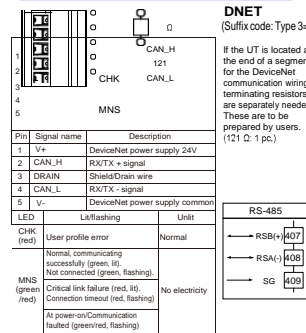 DNET
(Suffix code: Type 3=
Ω
CAN_H
121
CAN_L
CHK
MNS
1
2
3
4
5
If the UT is located a
the end of a segmen
for the DeviceNet
communication wiring
terminating resistors
are separately neede
These are to be
prepared by users.
(121 Ω: 1 pc.)
Pin Signal name Description
1 V+ DeviceNet power supply 24V
2 CAN_H RX/TX + signal
3 DRAIN Shield/Drain wire
4 CAN_L RX/TX - signal
5 V- DeviceNet power supply common
LED Lit/flashing Unlit
CHK (red) User profile error Normal
MNS (green /red) Normal, communicating
successfully (green, lit).
Not connected (green, flashing).
Critical link failure (red, lit).
Connection timeout (red, flashing)
At power-on/Communication
faulted (green/red, flashing)
No electricity
RS-485
RSB(+) 407
RSA(-) 408
SG 409